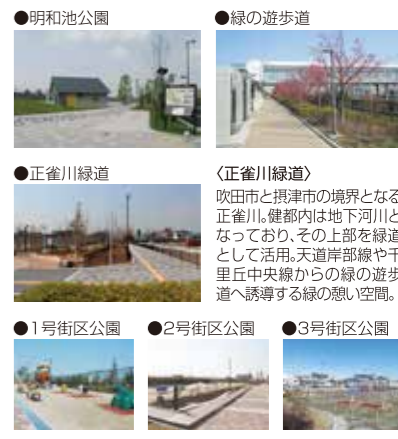 ●明和池公園
●緑の遊歩道
●正雀川緑道
〈正雀川緑道〉
吹田市と摂津市の境界となる
正雀川。健都内は地下河川と
なっており、その上部を緑道
として活用。天道岸部線や千
里丘中央線からの緑の遊歩
道へ誘導する緑の憩い空間。
●1号街区公園
●2号街区公園
●3号街区公園